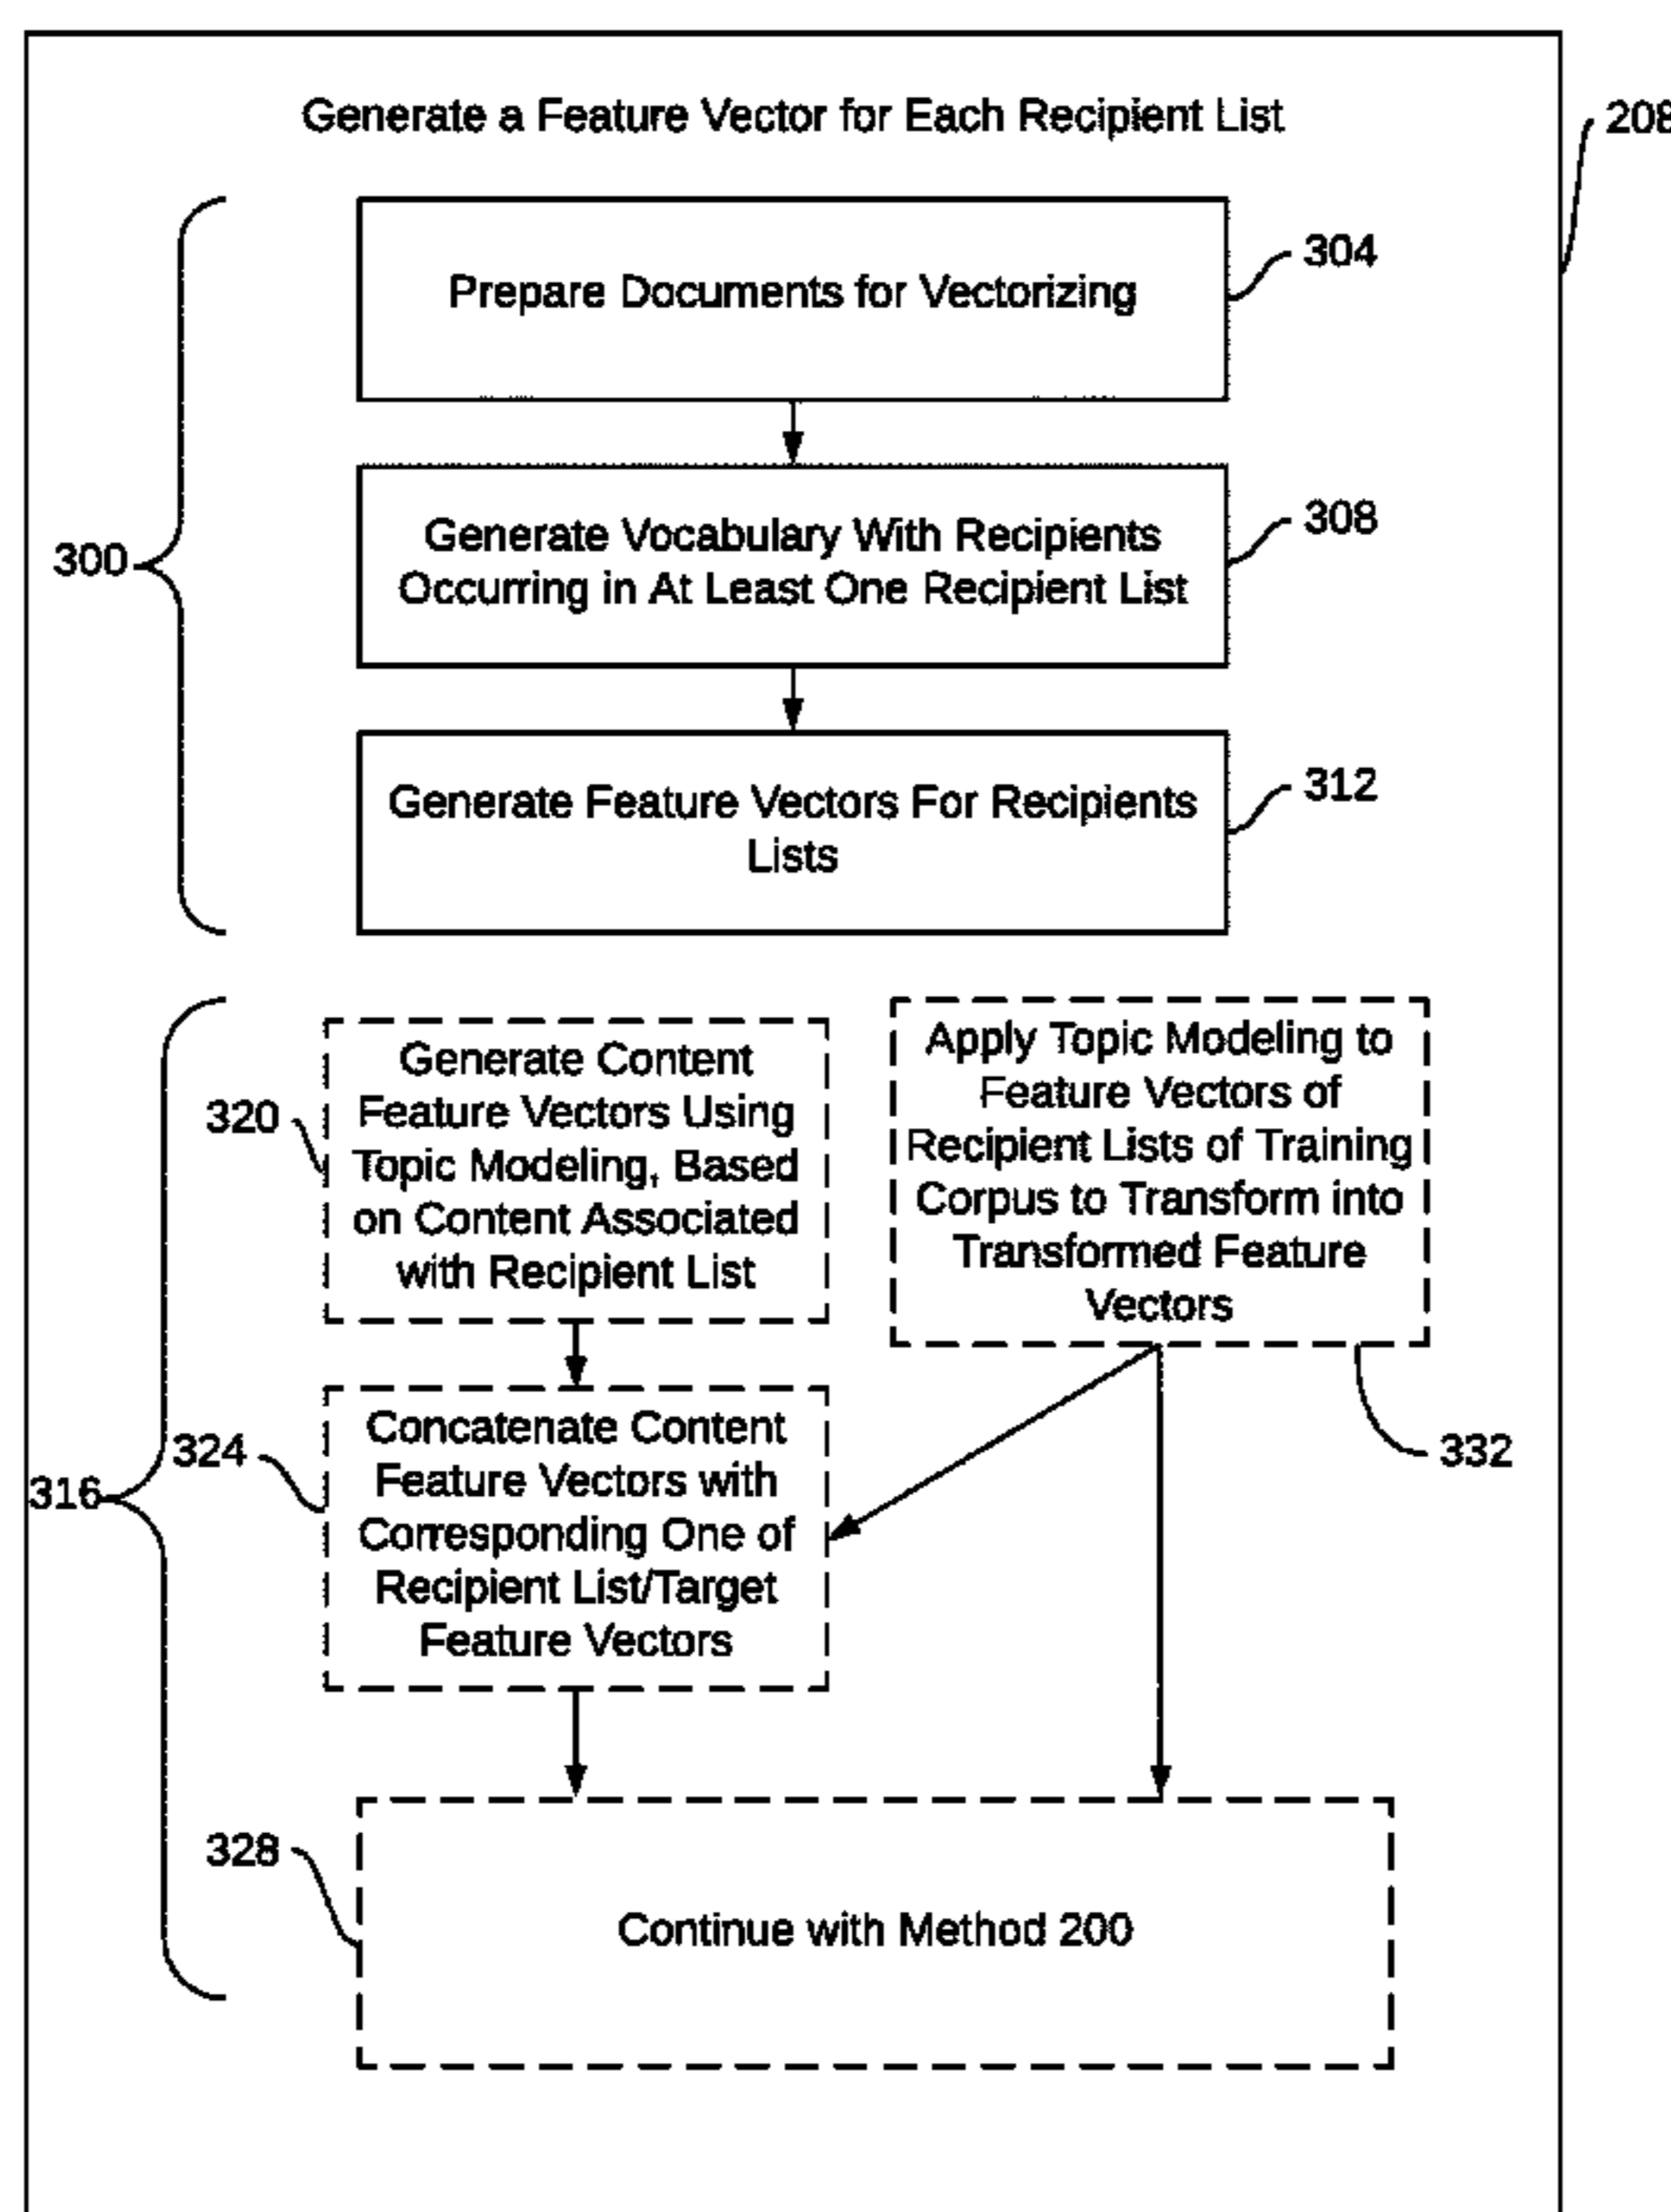 Generate a Feature Vector for Each Recipient List
208
Prepare Documents for Vectorizing
304
300
Generate Vocabulary With Recipients
Occurring in At Least One Recipient List
308
Generate Feature Vectors For Recipients
Lists
312
316
320
Generate Content
Feature Vectors Using
Topic Modeling, Based
on Content Associated
with Recipient List
Apply Topic Modeling to
Feature Vectors of
Recipient Lists of Training
Corpus to Transform into
Transformed Feature
Vectors
332
324
Concatenate Content
Feature Vectors with
Corresponding One of
Recipient List/Target
Feature Vectors
328
Continue with Method 200